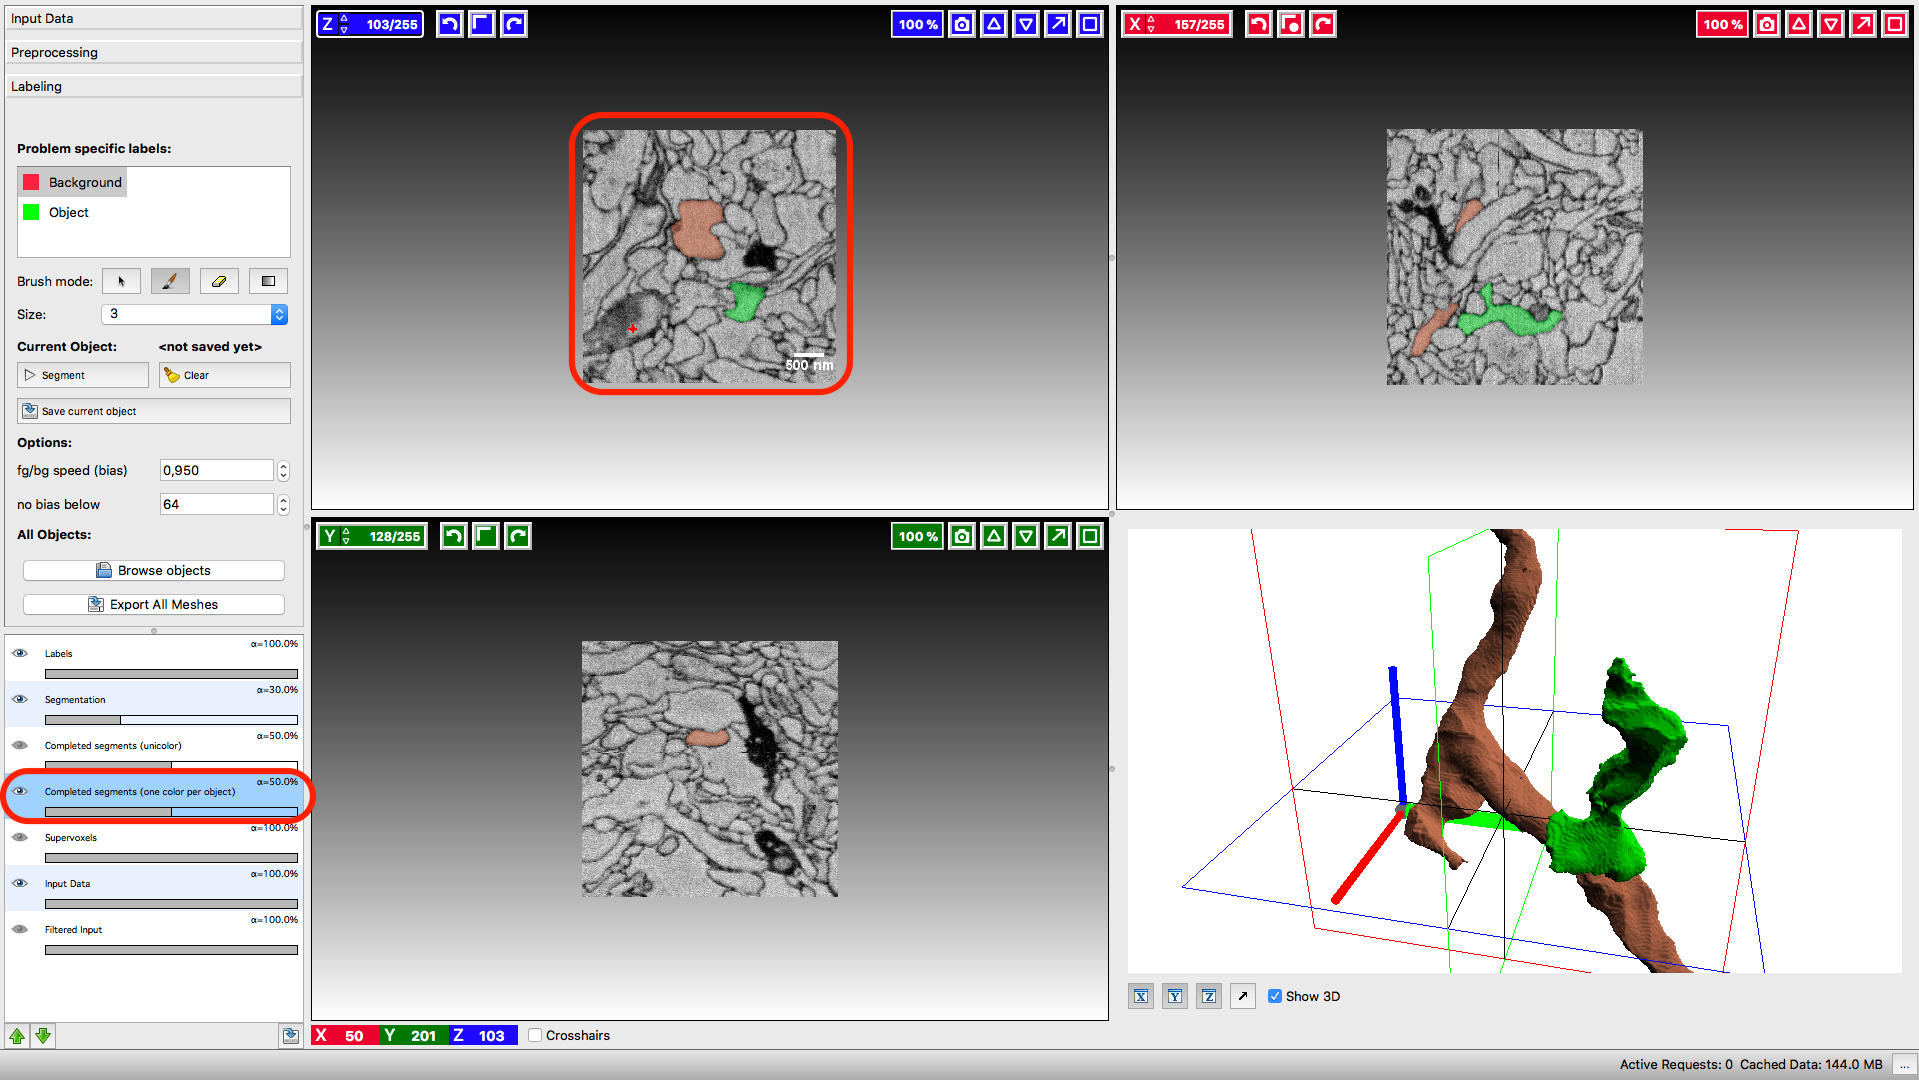 Input Data
Preprocessing
Labeling
Problem specific labels:
Background
Object
Brush mode:
Size: 3
Current Object: <not saved yet>
Segment Clear
Save current object
Options:
fg/bg speed (bias) 0,950
no bias below 64
All Objects:
Browse objects
Export All Meshes
α=100.0%
Labels
α=30.0%
Segmentation
α=50.0%
Completed segments (unicolor)
α=50.0%
Completed segments (one color per object)
α=100.0%
Supervoxels
α=100.0%
Input Data
α=100.0%
Filtered Input
Z 103/255 100 %
500 nm
X 157/255 100 %
Y 128/255 100 %
X Y Z Show 3D
X 50 Y 201 Z 103 Crosshairs
Active Requests: 0 Cached Data: 144.0 MB ...